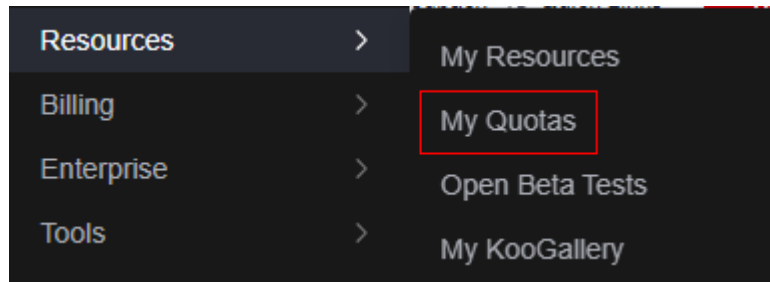 Resources
Billing
Enterprise
Tools
My Resources
My Quotas
Open Beta Tests
My KooGallery